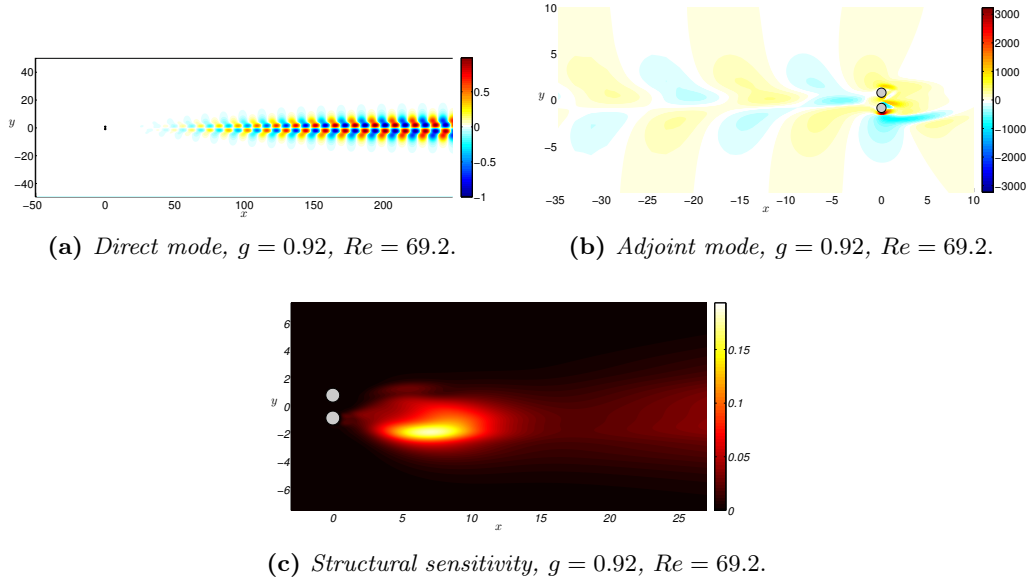 10
3000
40
1
5
2000
20
0.5
1000
y 0
0
y 0
0
−20
−0.5
−5
−1000
−2000
−40
−1
−3000
−50 0 50 100 150 200
x
−35 −30 −25 −20 −15 −10 −5 0 5 10
x
(a) Direct mode, g = 0.92, Re = 69.2.
(b) Adjoint mode, g = 0.92, Re = 69.2.
6
4
0.15
2
y 0
0.1
−2
−4
0.05
−6
0
0 5 10 15 20 25
x
(c) Structural sensitivity, g = 0.92, Re = 69.2.